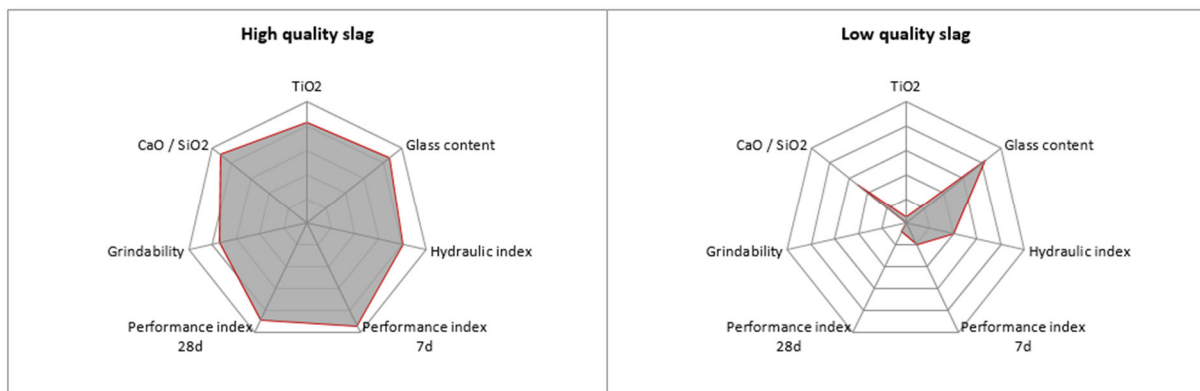 High quality slag
TiO2
CaO / SiO2
Glass content
Grindability
Hydraulic index
Performance index
28d
Performance index
7d
Low quality slag
TiO2
CaO / SiO2
Glass content
Grindability
Hydraulic index
Performance index
28d
Performance index
7d